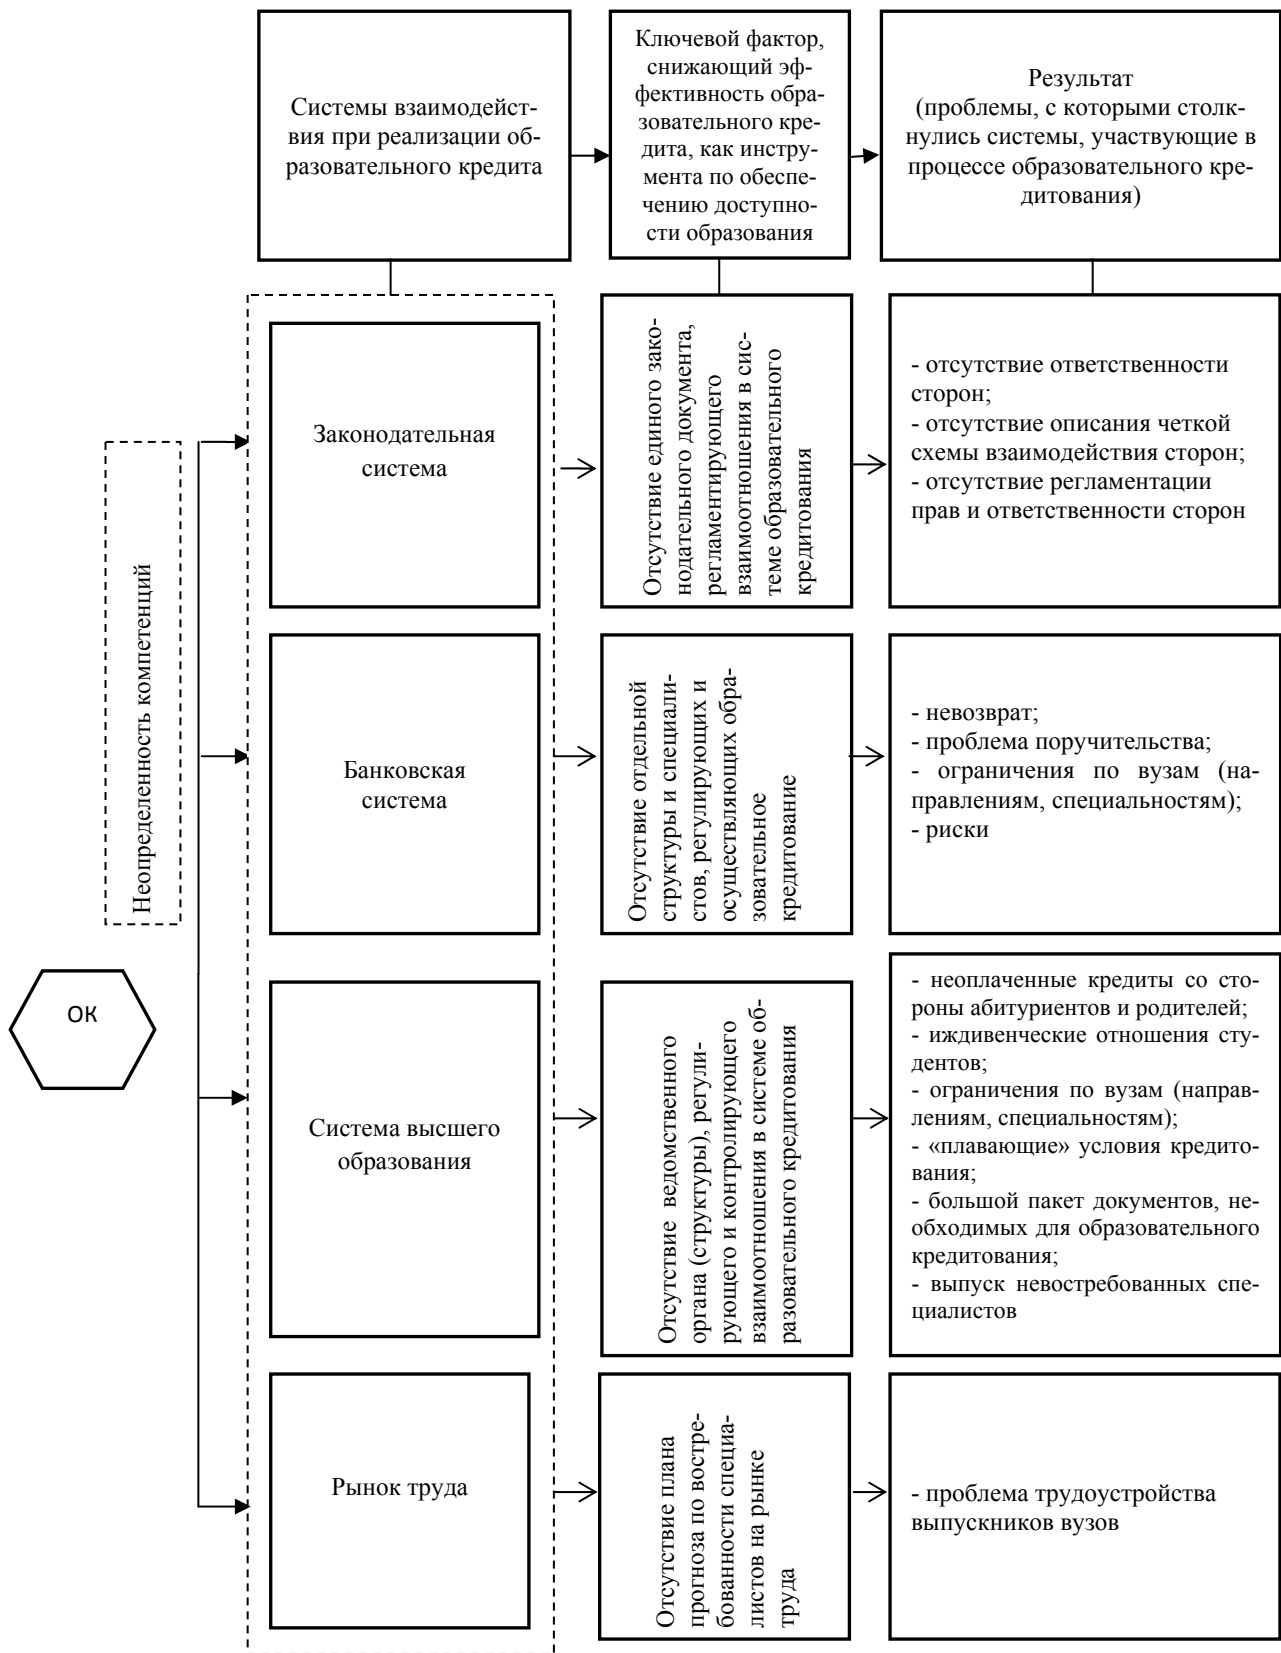 Системы взаимодейст-
вия при реализации об-
разовательного кредита
Ключевой фактор,
снижающий эф-
фективность обра-
зовательного кре-
дита, как инстру-
мента по обеспе-
чению доступно-
сти образования
Результат
(проблемы, с которыми столк-
нулись системы, участвующие в
процессе образовательного кре-
дитования)
Неопределенность компетенций
ОК
Законодательная
система
Отсутствие единого зако-
нодательного документа,
регламентирующего
взаимоотношения в сис-
теме образовательного
кредитования
- отсутствие ответственности
сторон;
- отсутствие описания четкой
схемы взаимодействия сторон;
- отсутствие регламентации
прав и ответственности сторон
Банковская
система
Отсутствие отдельной
структуры и специали-
стов, регулирующих и
осуществляющих обра-
зовательное
кредитование
- невозврат;
- проблема поручительства;
- ограничения по вузам (на-
правлениям, специальностям);
- риски
Система высшего
образования
Отсутствие ведомственного
органа (структуры), регули-
рующего и контролирующего
взаимоотношения в системе об-
разовательного кредитования
- неоплаченные кредиты со сто-
роны абитуриентов и родителей;
- иждивенческие отношения сту-
дентов;
- ограничения по вузам (направ-
лениям, специальностям);
- «плавающие» условия кредито-
вания;
- большой пакет документов, не-
обходимых для образовательного
кредитования;
- выпуск невостребованных спе-
циалистов
Рынок труда
Отсутствие плана
прогноза по востре-
бованности специа-
листов на рынке
труда
- проблема трудоустройства
выпускников вузов